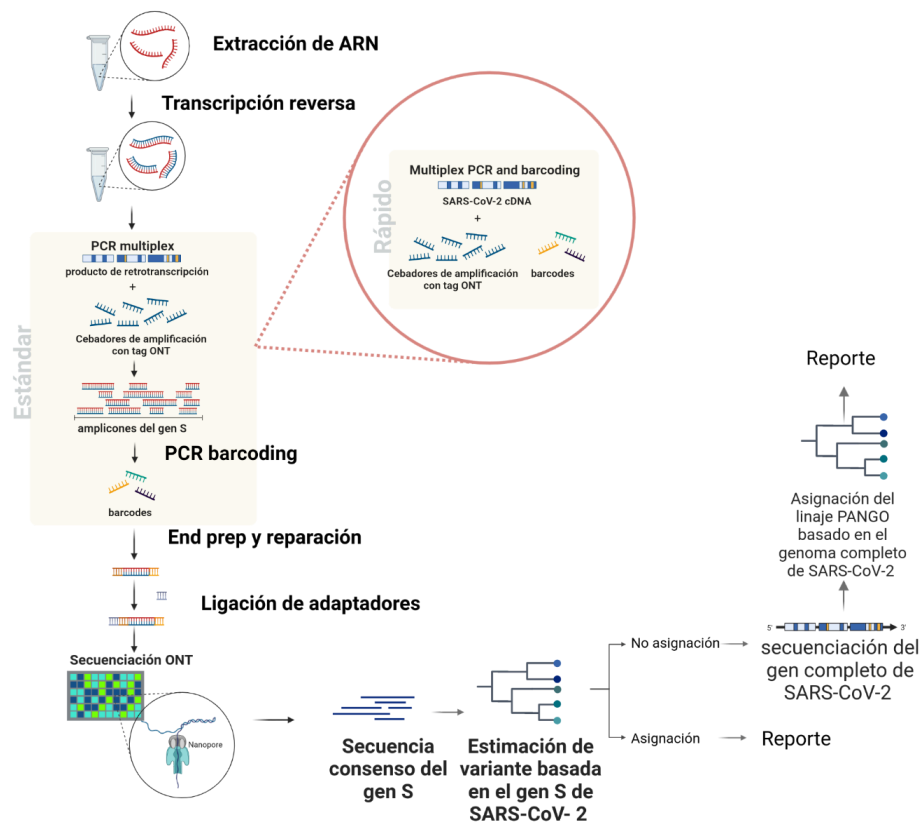 Extracción de ARN
Transcripción reversa
Estándar
PCR multiplex
producto de retrotranscripción
+
Cebadores de amplificación
con tag ONT
amplicones del gen S
PCR barcoding
barcodes
Rápido
Multiplex PCR and barcoding
SARS-CoV-2 cDNA
+
Cebadores de amplificación
con tag ONT
barcodes
End prep y reparación
Ligación de adaptadores
Secuenciación ONT
Nanopore
Secuencia
consenso del
gen S
Estimación de
variante basada
en el gen S de
SARS-CoV- 2
No asignación
Asignación
Reporte
5'
3'
secuenciación del
gen completo de
SARS-CoV-2
Asignación del
linaje PANGO
basado en el
genoma completo
de SARS-CoV-2
Reporte